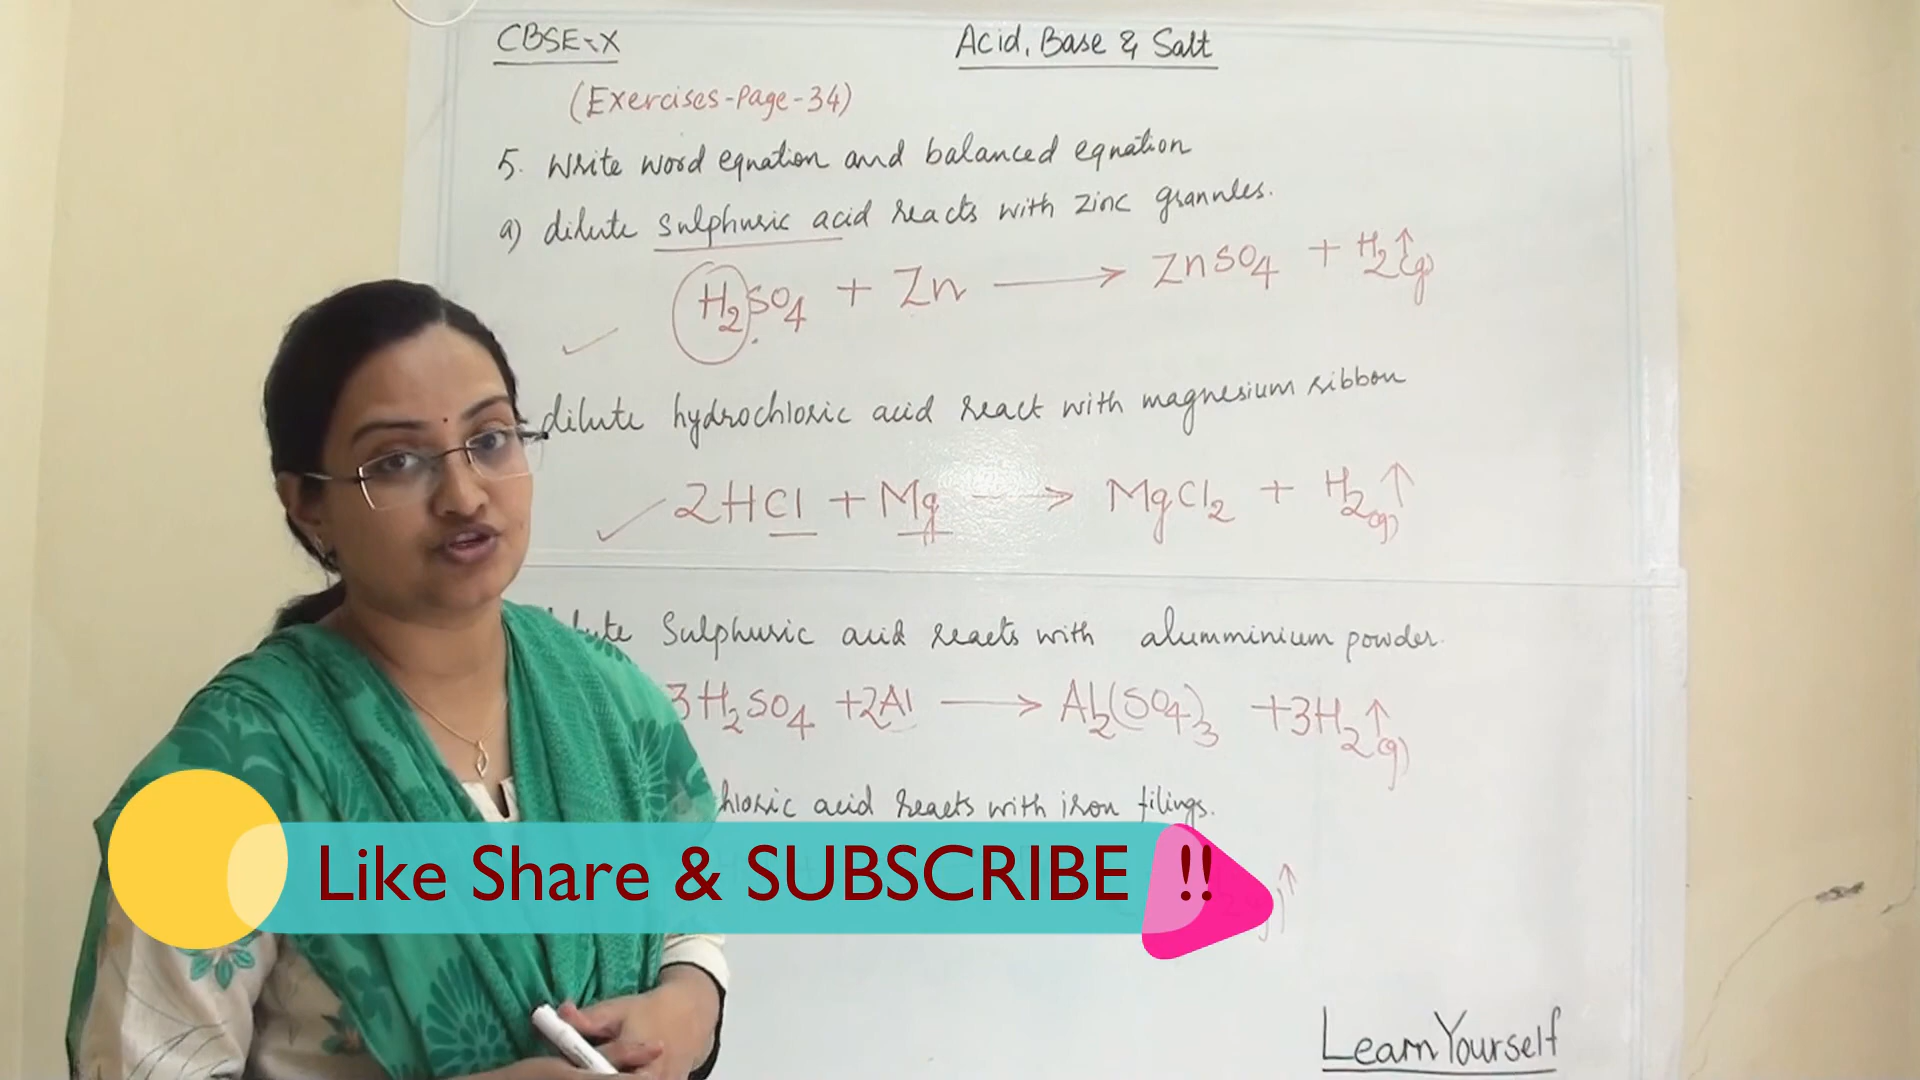 CBSE-X
Acid, Base & Salt
(Exercises-Page-34)
5. Write word equation and balanced equation
a) dilute sulphuric acid reacts with zinc granules.
H2SO4 + Zn → ZnSO4 + H2↑(g)
dilute hydrochloric acid react with magnesium ribbon
2HCl + Mg → MgCl2 + H2(g)↑
Sulphuric acid reacts with alumminium powder.
3H2SO4 + 2Al → Al2(SO4)3 + 3H2↑(g)
acid reacts with iron filings.
Like Share & SUBSCRIBE !!
LearnYourself